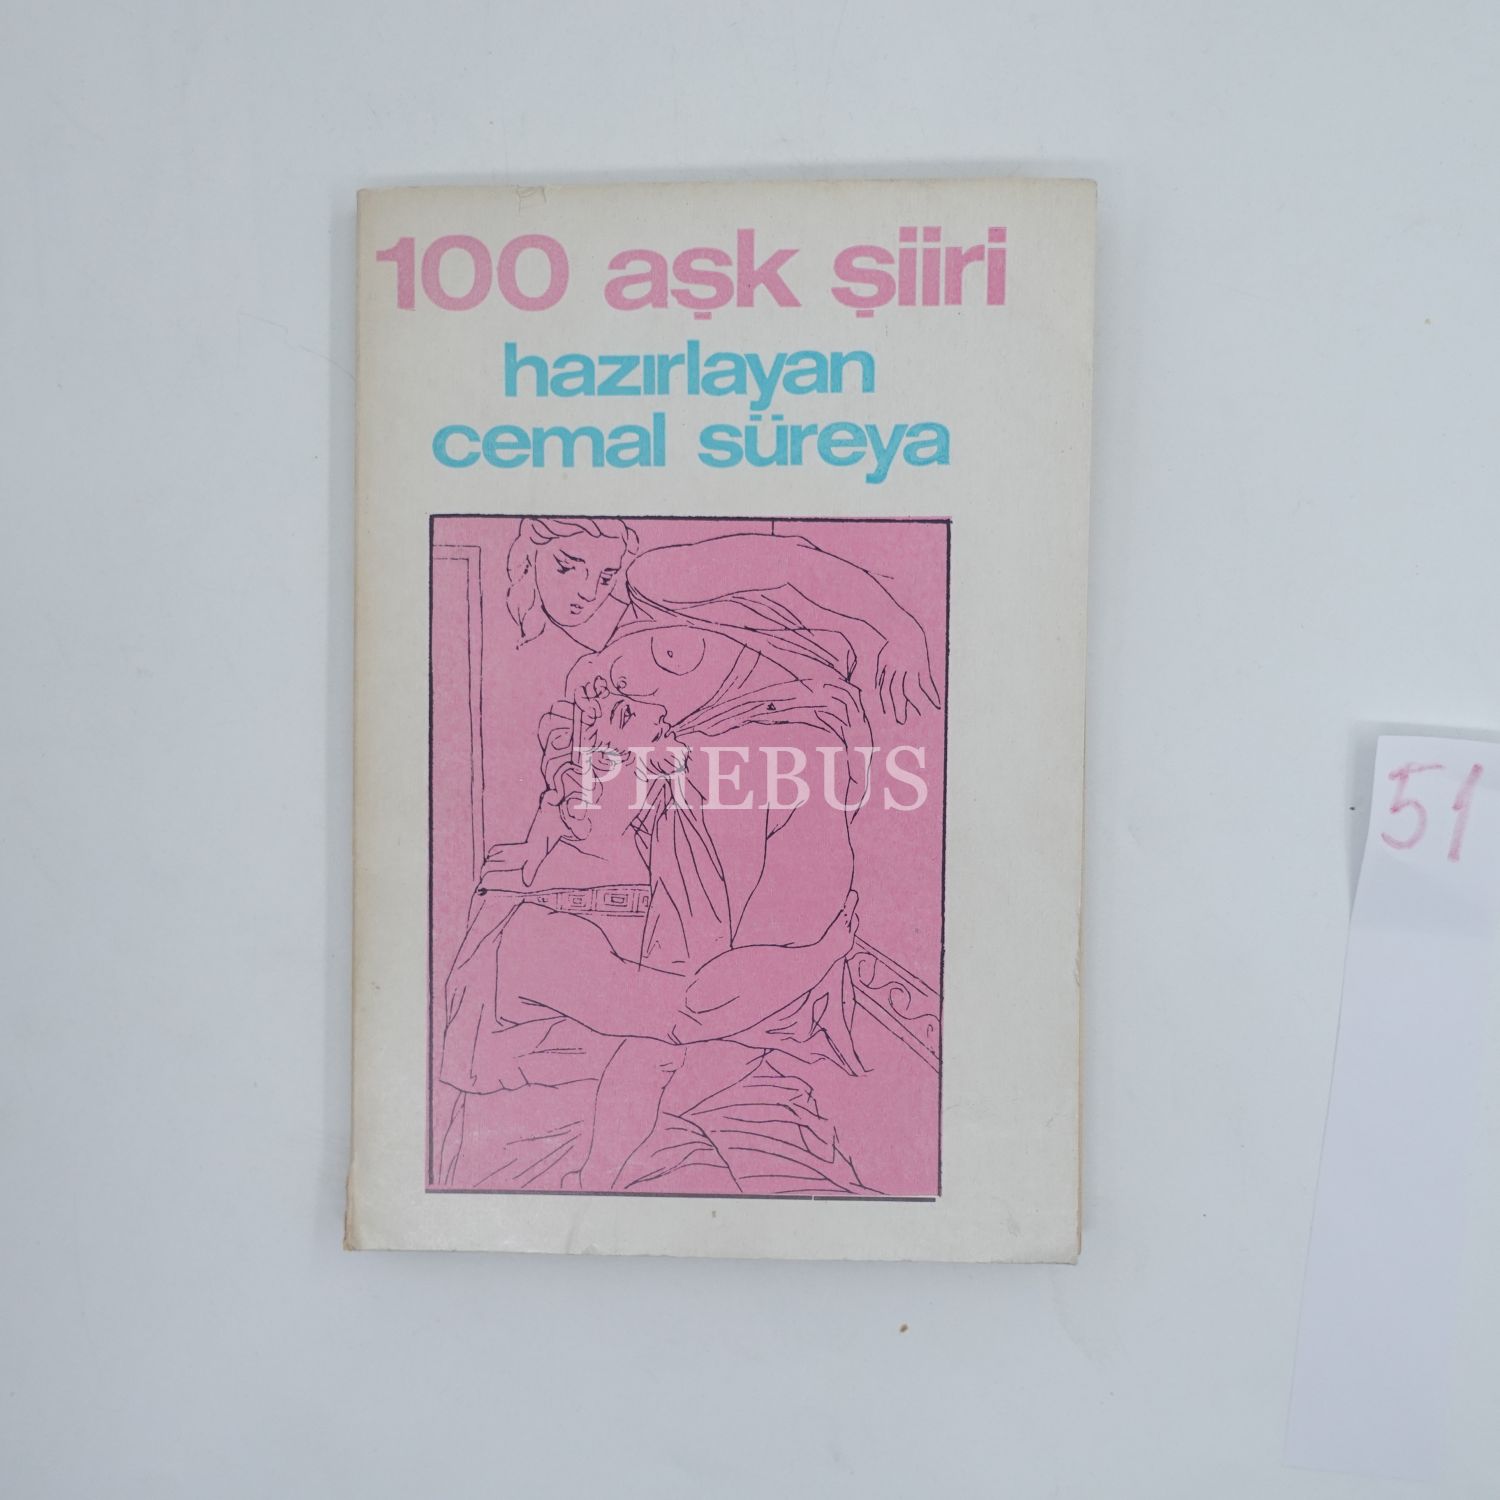 100 aşk şiiri
hazırlayan
cemal süreya
PHEBUS
51